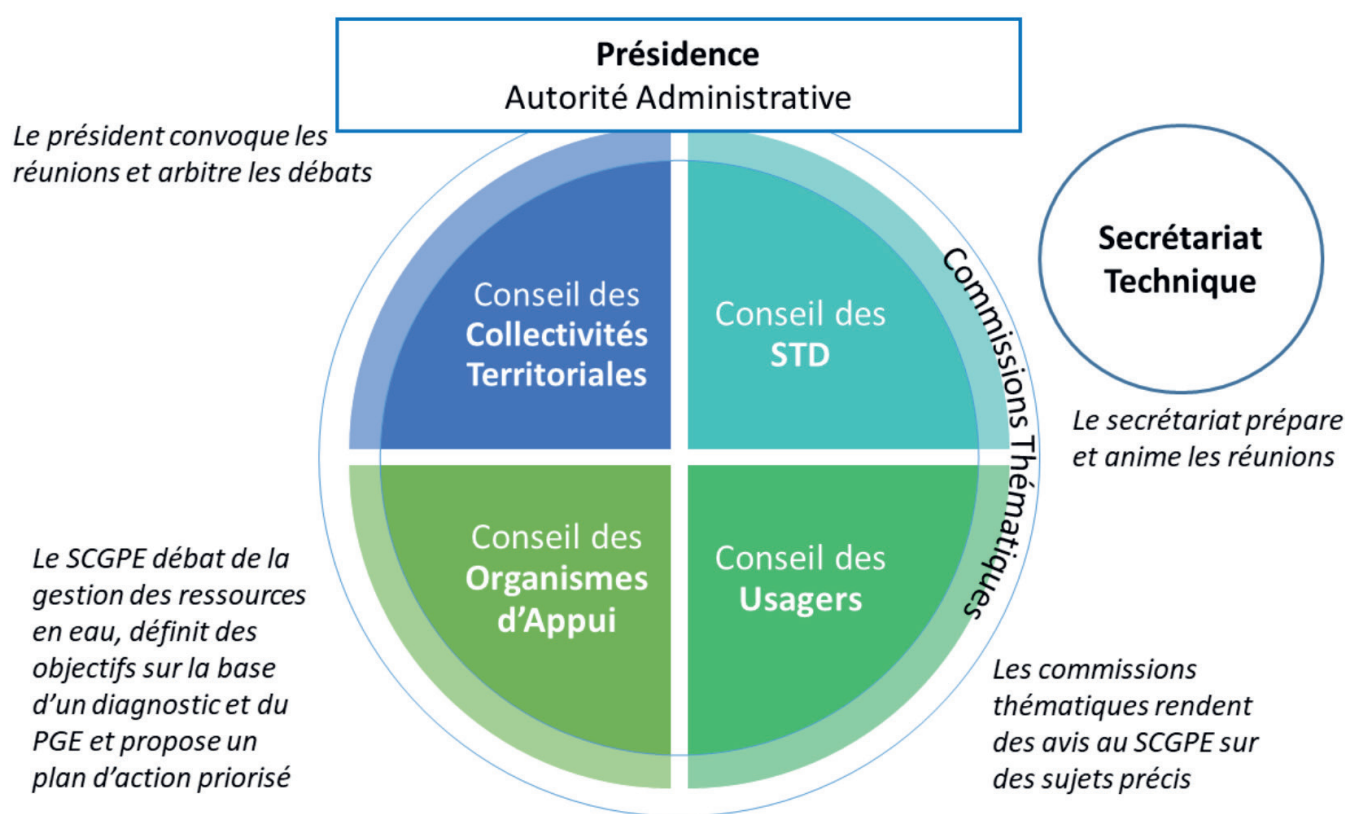 Présidence
Autorité Administrative
Le président convoque les
réunions et arbitre les débats
Secrétariat
Technique
Conseil des
Collectivités
Territoriales
Conseil des
STD
Commissions Thématiques
Le secrétariat prépare
et anime les réunions
Conseil des
Organismes
d’Appui
Conseil des
Usagers
Le SCGPE débat de la
gestion des ressources
en eau, définit des
objectifs sur la base
d’un diagnostic et du
PGE et propose un
plan d’action priorisé
Les commissions
thématiques rendent
des avis au SCGPE sur
des sujets précis